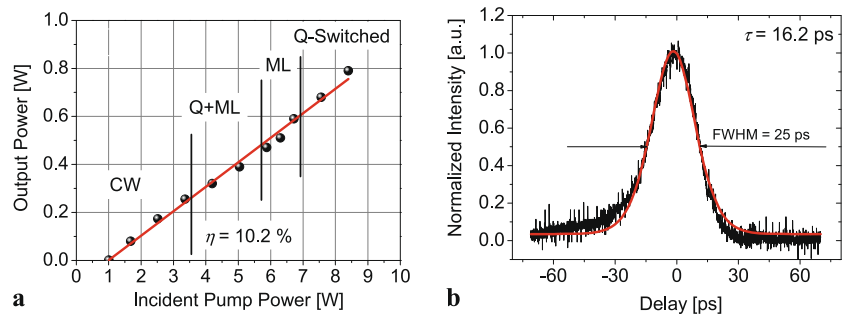 Q-Switched
ML
Q+ML
CW
η = 10.2 %
Output Power [W]
1.0
0.8
0.6
0.4
0.2
0.0
0 1 2 3 4 5 6 7 8 9 10
Incident Pump Power [W]
a
τ = 16.2 ps
FWHM = 25 ps
Normalized Intensity [a.u.]
1.0
0.8
0.6
0.4
0.2
0.0
-60 -30 0 30 60
Delay [ps]
b